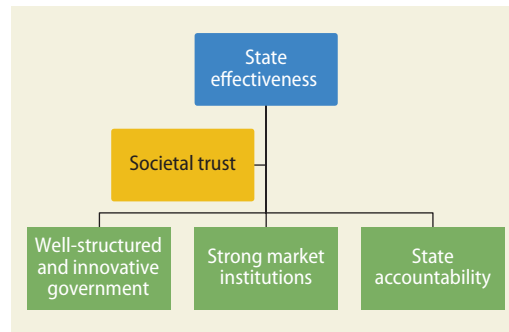 State
effectiveness
Societal trust
Well-structured
and innovative
government
Strong market
institutions
State
accountability